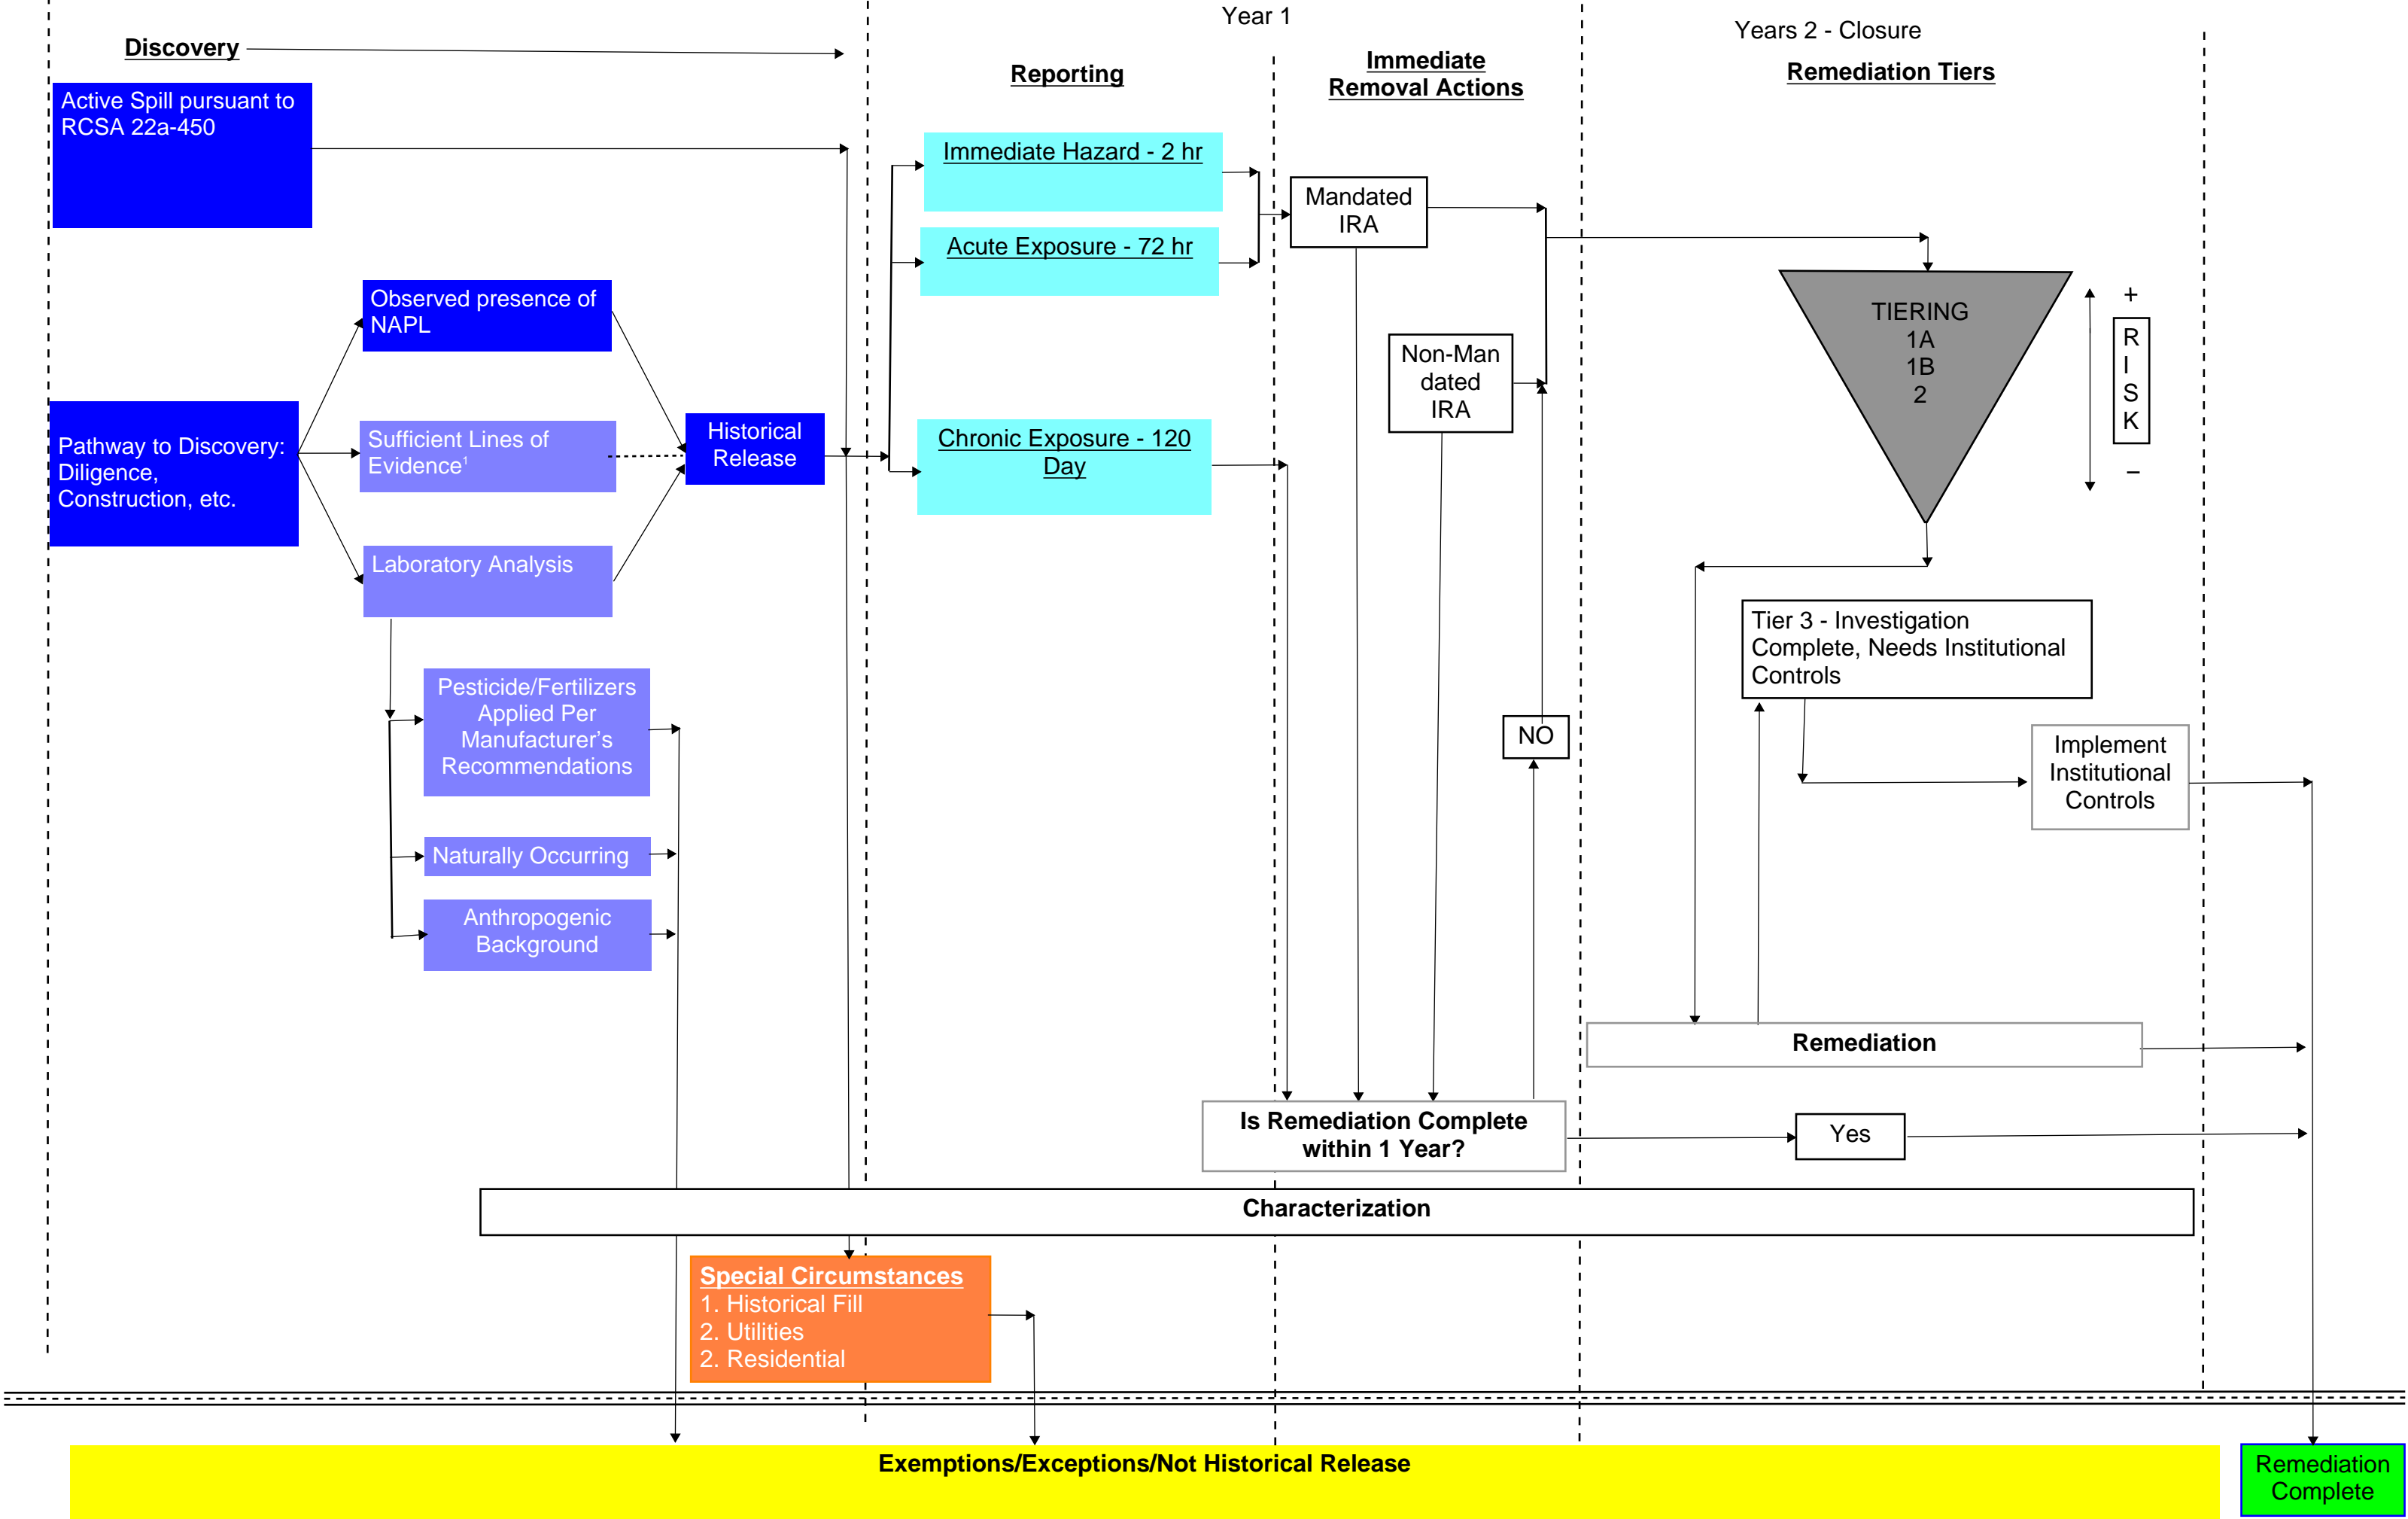 Year 1
Years 2 - Closure
Discovery
Reporting
Immediate
Removal Actions
Remediation Tiers
Active Spill pursuant to
RCSA 22a-450
Immediate Hazard - 2 hr
Acute Exposure - 72 hr
Mandated
IRA
Observed presence of
NAPL
TIERING
1A
1B
2
+
R
I
S
K
–
Non-Man
dated
IRA
Pathway to Discovery:
Diligence,
Construction, etc.
Sufficient Lines of
Evidence¹
Historical
Release
Chronic Exposure - 120
Day
Laboratory Analysis
Tier 3 - Investigation
Complete, Needs Institutional
Controls
Pesticide/Fertilizers
Applied Per
Manufacturer's
Recommendations
NO
Implement
Institutional
Controls
Naturally Occurring
Anthropogenic
Background
Remediation
Is Remediation Complete
within 1 Year?
Yes
Characterization
Special Circumstances
1. Historical Fill
2. Utilities
2. Residential
Exemptions/Exceptions/Not Historical Release
Remediation
Complete